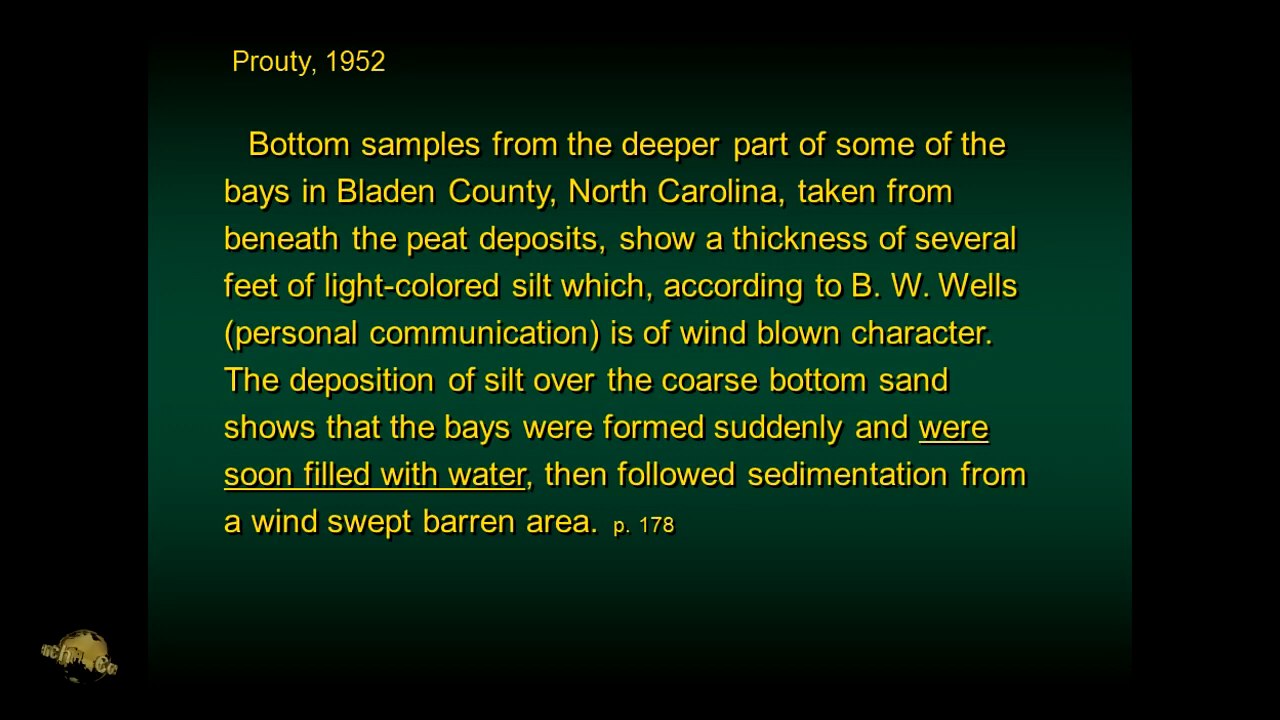 Prouty, 1952
Bottom samples from the deeper part of some of the
bays in Bladen County, North Carolina, taken from
beneath the peat deposits, show a thickness of several
feet of light-colored silt which, according to B. W. Wells
(personal communication) is of wind blown character.
The deposition of silt over the coarse bottom sand
shows that the bays were formed suddenly and were
soon filled with water, then followed sedimentation from
a wind swept barren area. p. 178